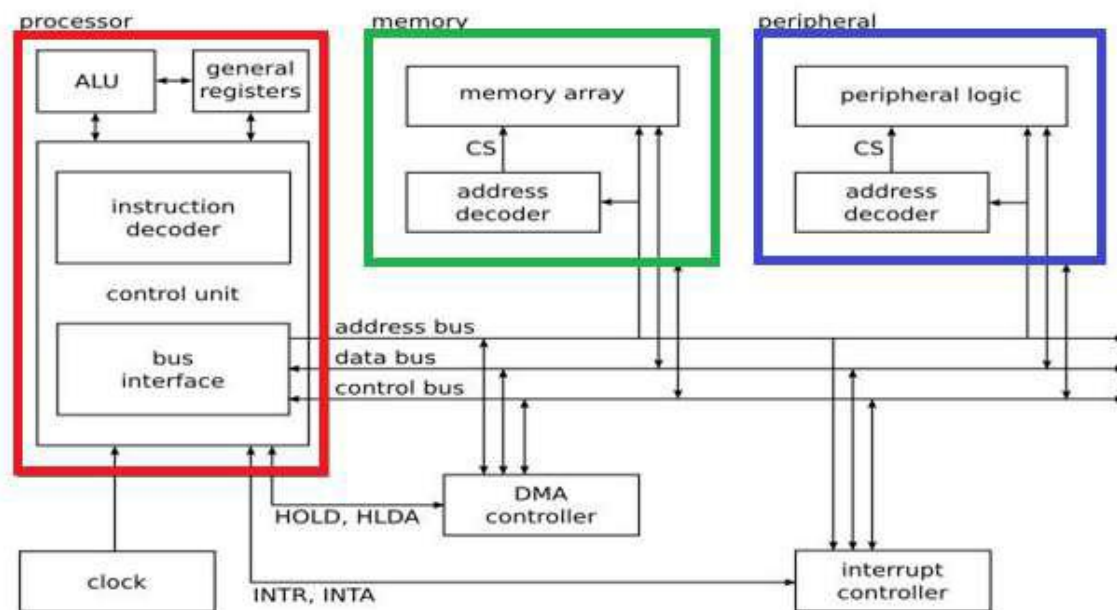 processor
memory
peripheral
ALU
general
registers
memory array
peripheral logic
CS
CS
address
decoder
address
decoder
instruction
decoder
control unit
address bus
data bus
control bus
bus
interface
DMA
controller
HOLD, HLDA
clock
INTR, INTA
interrupt
controller